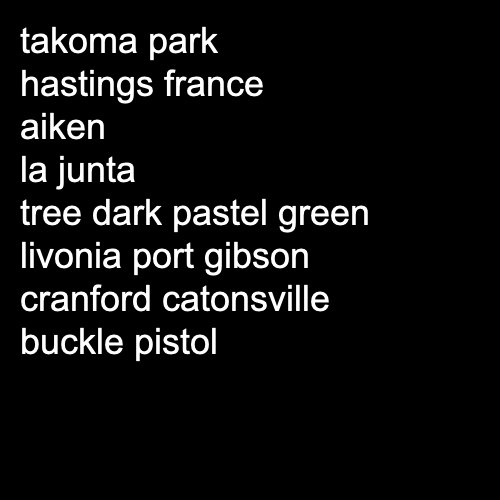 takoma park
hastings france
aiken
la junta
tree dark pastel green
livonia port gibson
cranford catonsville
buckle pistol